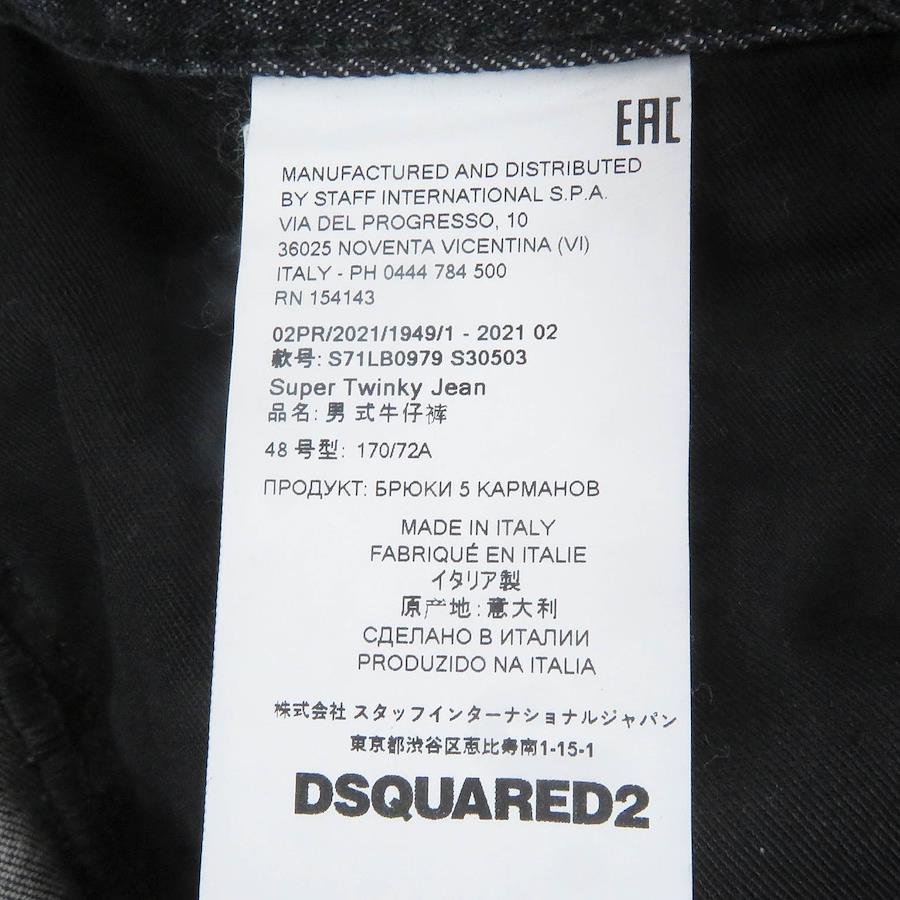 EAC
MANUFACTURED AND DISTRIBUTED
BY STAFF INTERNATIONAL S.P.A.
VIA DEL PROGRESSO, 10
36025 NOVENTA VICENTINA (VI)
ITALY - PH 0444 784 500
RN 154143
02PR/2021/1949/1 - 2021 02
款号: S71LB0979 S30503
Super Twinky Jean
品名: 男 式牛仔裤
48 号型: 170/72A
ПРОДУКТ: БРЮКИ 5 КАРМАНОВ
MADE IN ITALY
FABRIQUÉ EN ITALIE
イタリア製
原产地: 意大利
СДЕЛАНО В ИТАЛИИ
PRODUZIDO NA ITALIA
株式会社 スタッフインターナショナルジャパン
東京都渋谷区恵比寿南1-15-1
DSQUARED2